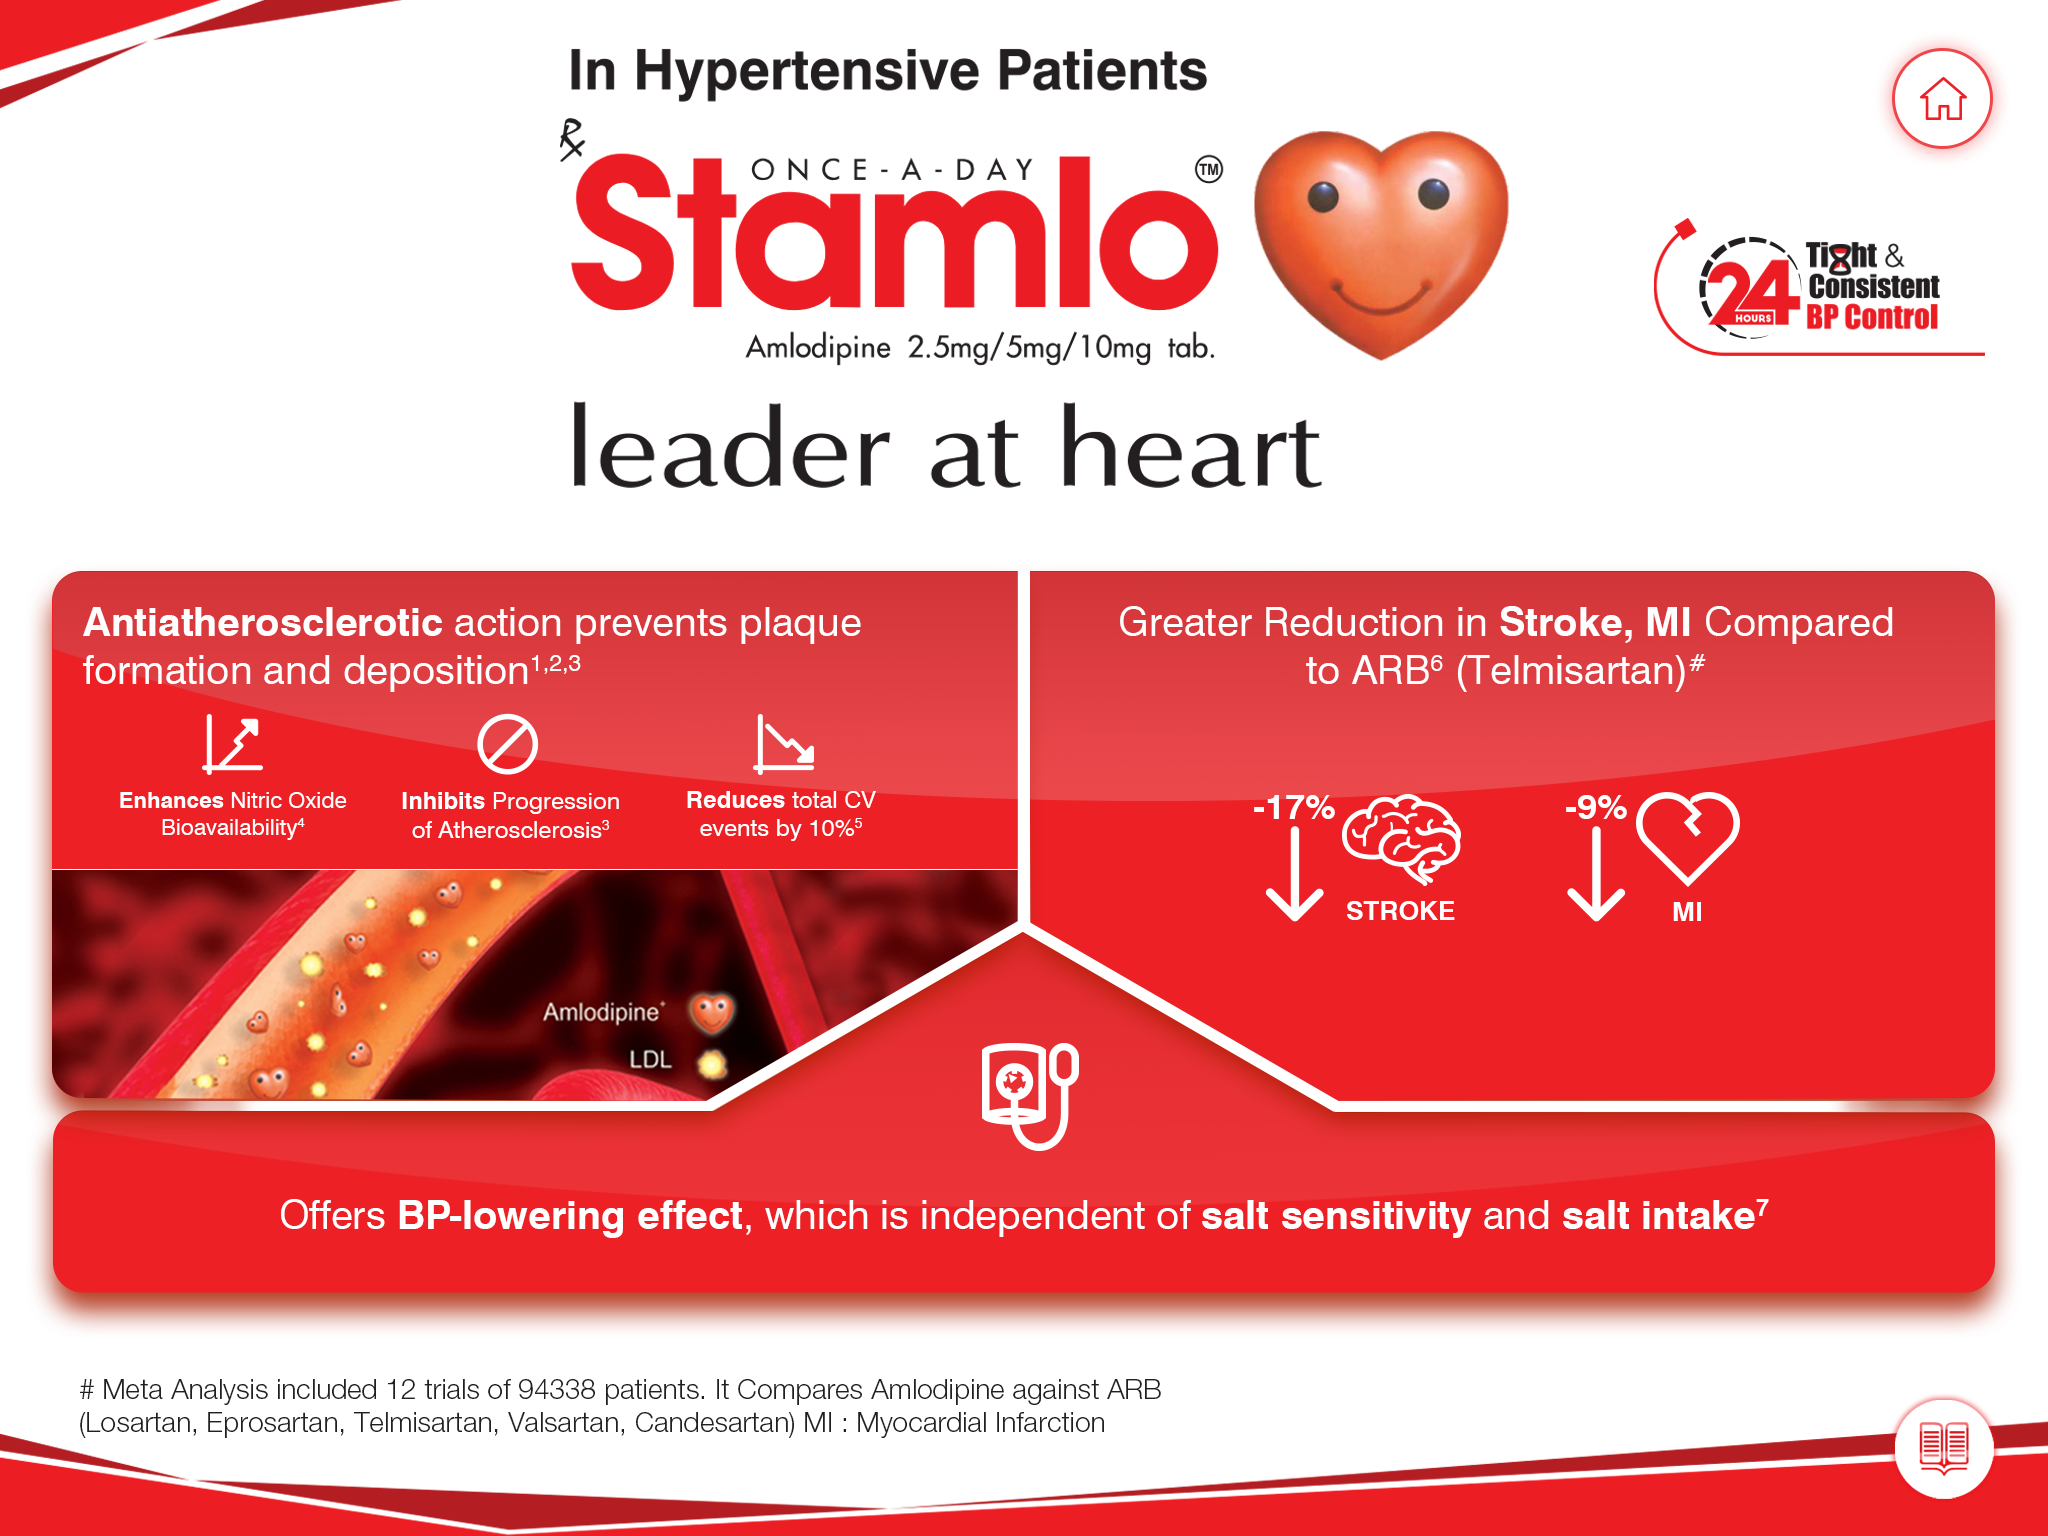 In Hypertensive Patients
Rx
ONCE-A-DAY
Stamlo TM
Amlodipine 2.5mg/5mg/10mg tab.
leader at heart
24 HOURS
Tight &
Consistent
BP Control
Antiatherosclerotic action prevents plaque
formation and deposition1,2,3
Enhances Nitric Oxide
Bioavailability4
Inhibits Progression
of Atherosclerosis3
Reduces total CV
events by 10%5
Amlodipine+
LDL
Greater Reduction in Stroke, MI Compared
to ARB6 (Telmisartan)#
-17%
STROKE
-9%
MI
Offers BP-lowering effect, which is independent of salt sensitivity and salt intake7
# Meta Analysis included 12 trials of 94338 patients. It Compares Amlodipine against ARB
(Losartan, Eprosartan, Telmisartan, Valsartan, Candesartan) MI : Myocardial Infarction